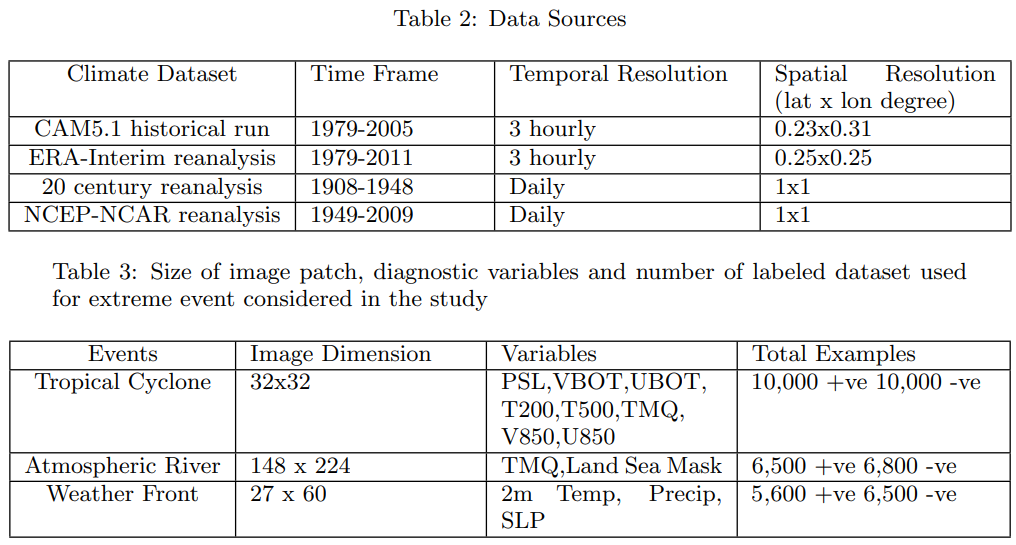 Table 2: Data Sources
Climate Dataset Time Frame Temporal Resolution Spatial Resolution
(lat x lon degree)
CAM5.1 historical run 1979-2005 3 hourly 0.23x0.31
ERA-Interim reanalysis 1979-2011 3 hourly 0.25x0.25
20 century reanalysis 1908-1948 Daily 1x1
NCEP-NCAR reanalysis 1949-2009 Daily 1x1
Table 3: Size of image patch, diagnostic variables and number of labeled dataset used
for extreme event considered in the study
Events Image Dimension Variables Total Examples
Tropical Cyclone 32x32 PSL,VBOT,UBOT, 10,000 +ve 10,000 -ve
T200,T500,TMQ,
V850,U850
Atmospheric River 148 x 224 TMQ,Land Sea Mask 6,500 +ve 6,800 -ve
Weather Front 27 x 60 2m Temp, Precip, 5,600 +ve 6,500 -ve
SLP